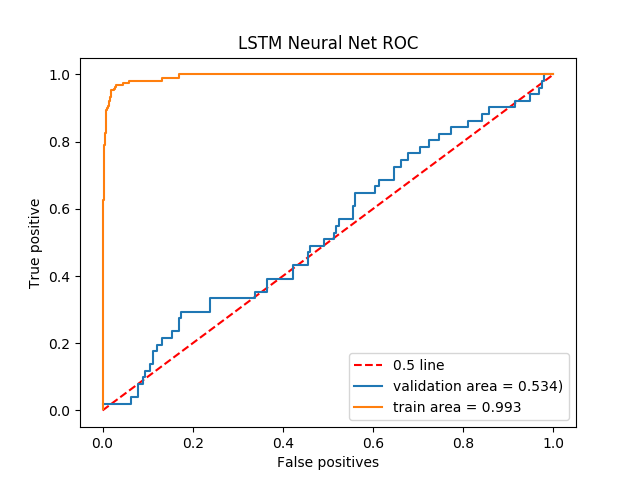 LSTM Neural Net ROC
1.0
0.8
0.6
0.4
0.2
0.0
True positive
0.5 line
validation area = 0.534)
train area = 0.993
0.0 0.2 0.4 0.6 0.8 1.0
False positives